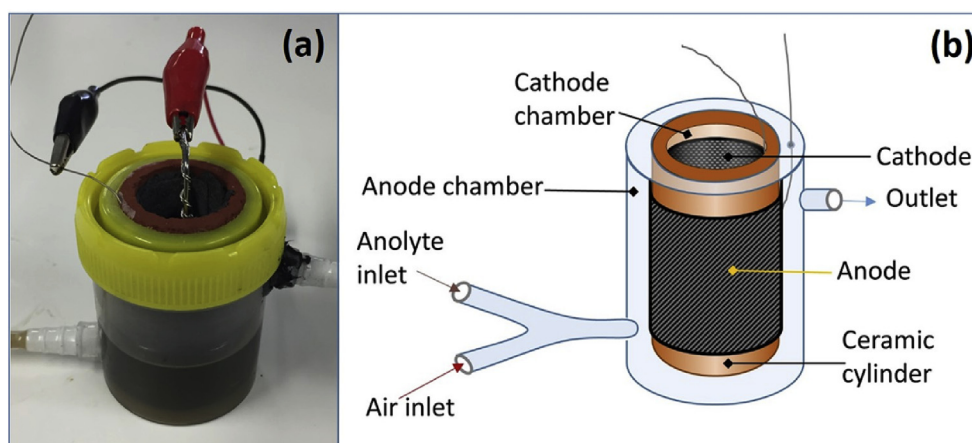 (a)
(b)
Cathode
chamber
Cathode
Anode chamber
Outlet
Anolyte
inlet
Anode
Air inlet
Ceramic
cylinder